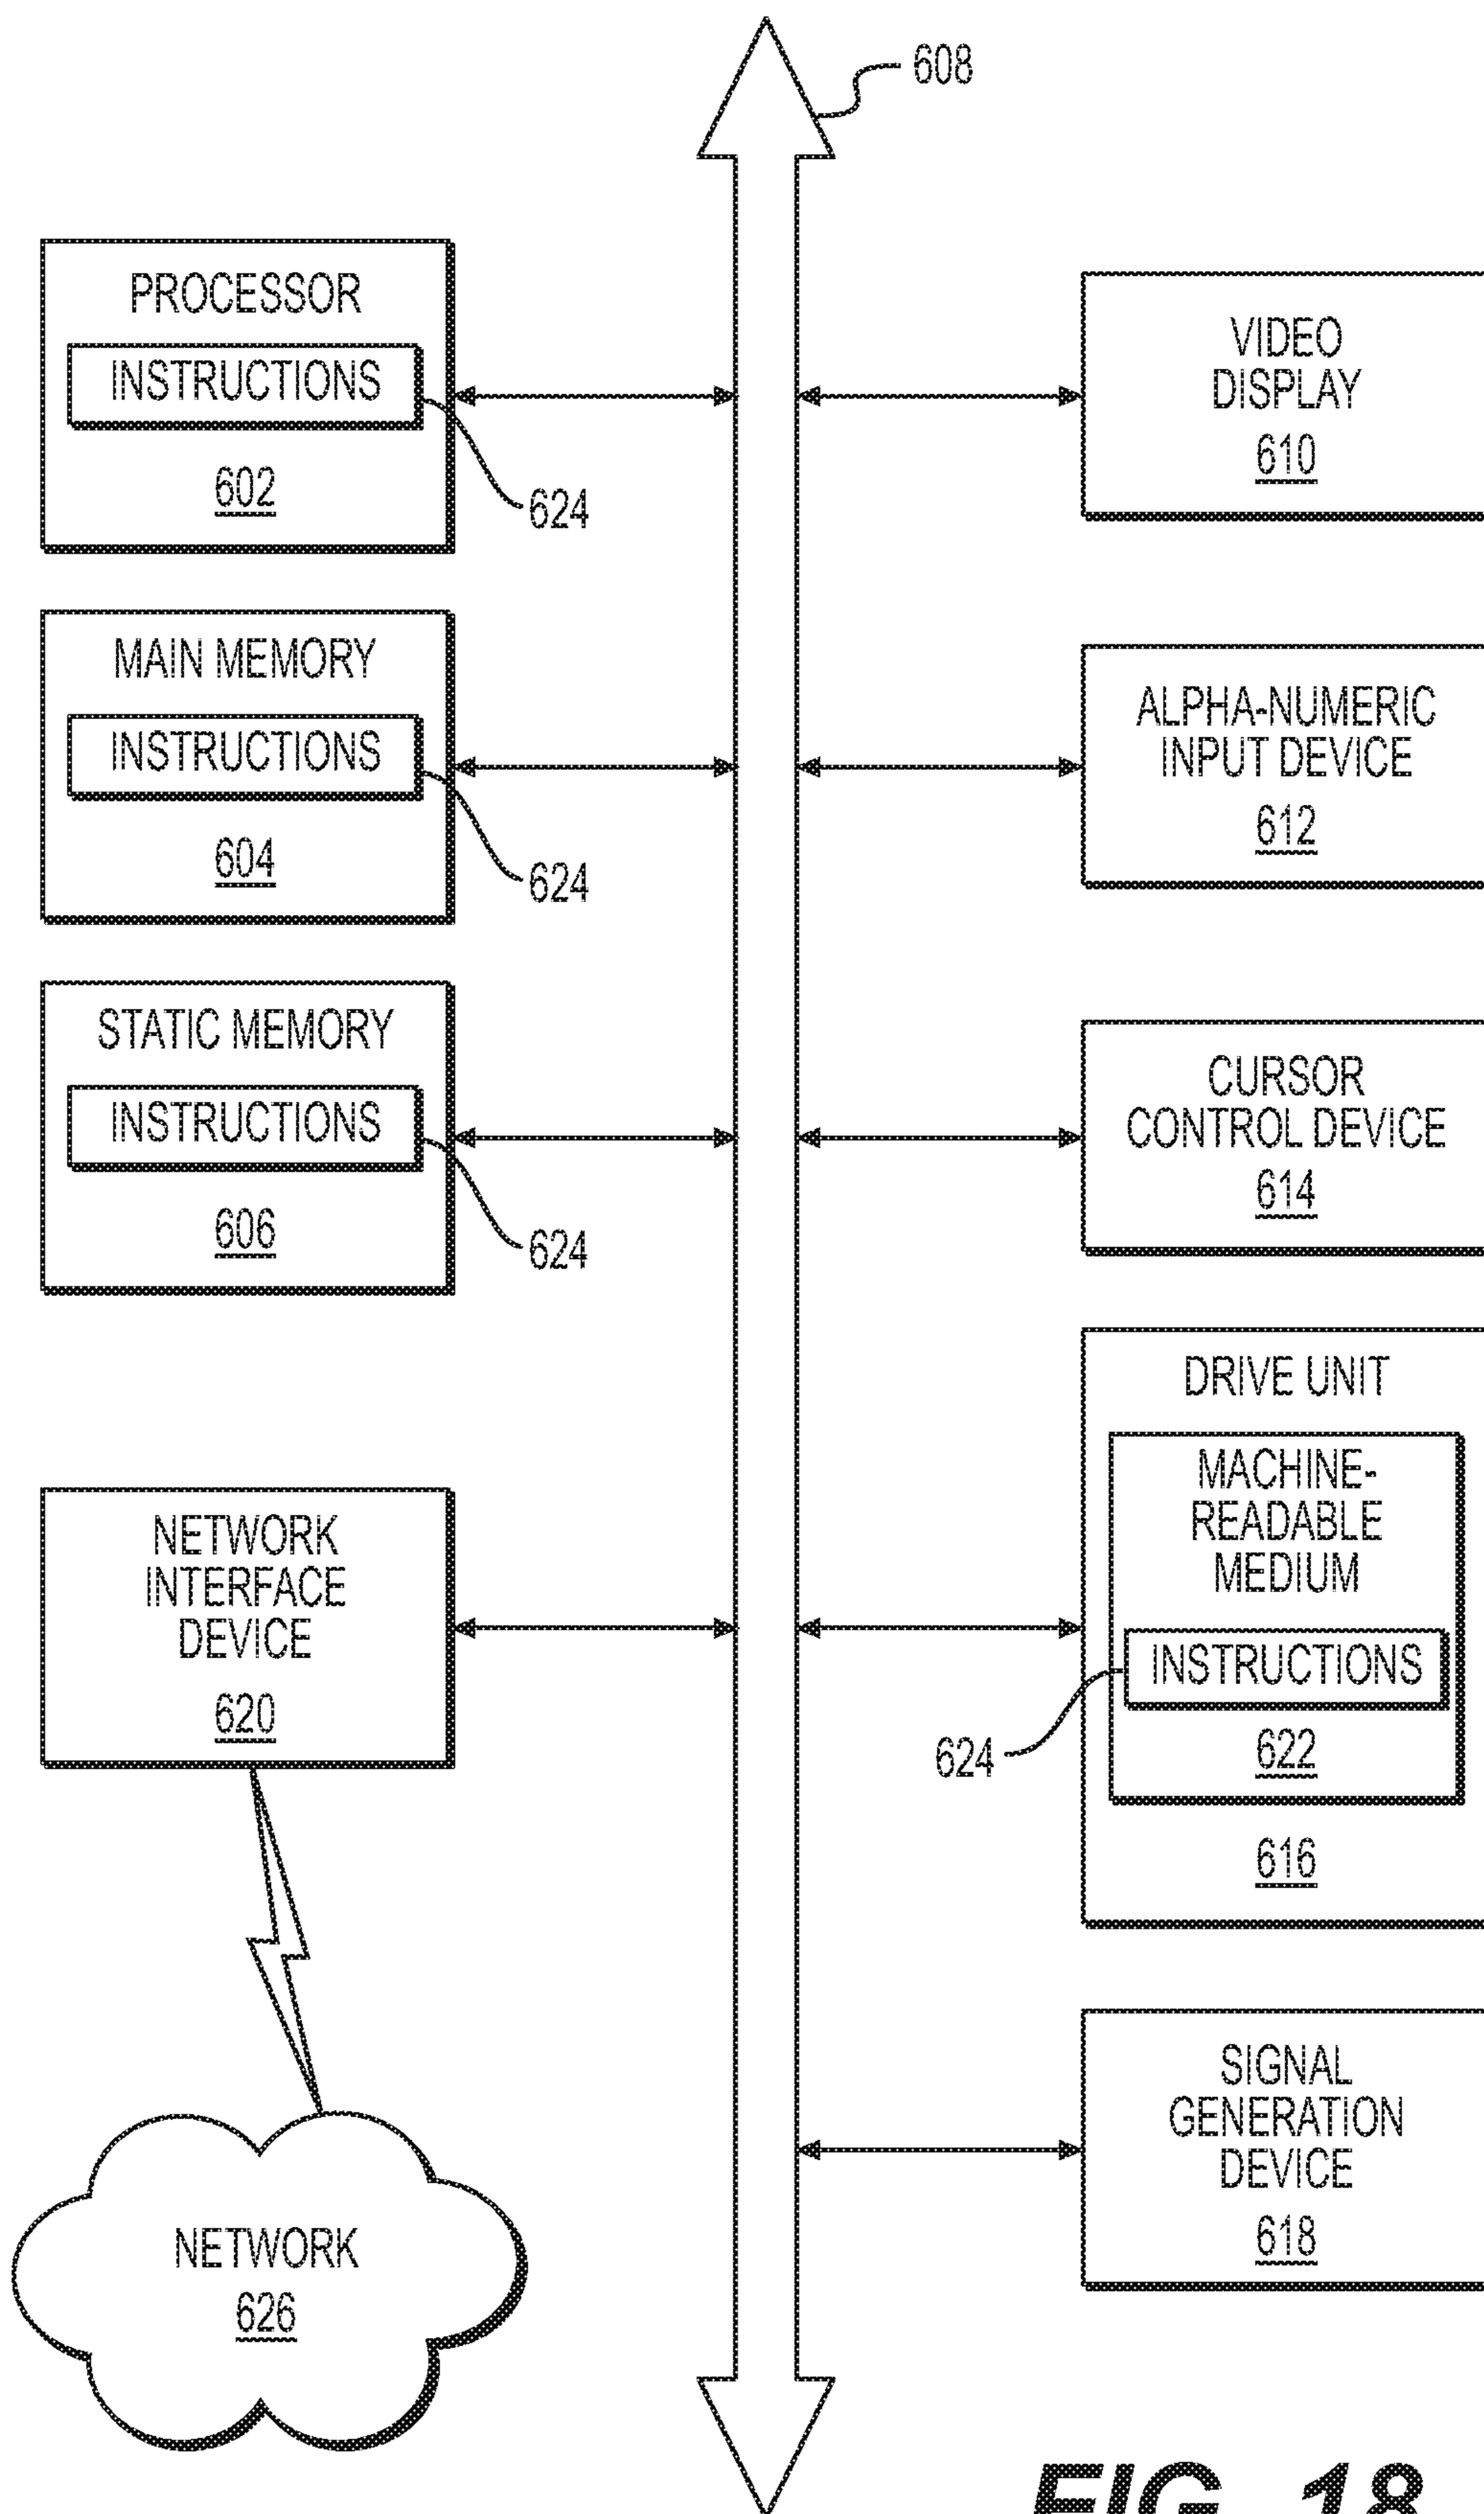 608
PROCESSOR
INSTRUCTIONS
602
624
MAIN MEMORY
INSTRUCTIONS
604
624
STATIC MEMORY
INSTRUCTIONS
606
624
NETWORK
INTERFACE
DEVICE
620
NETWORK
626
VIDEO
DISPLAY
610
ALPHA-NUMERIC
INPUT DEVICE
612
CURSOR
CONTROL DEVICE
614
DRIVE UNIT
MACHINE-
READABLE
MEDIUM
INSTRUCTIONS
624
622
616
SIGNAL
GENERATION
DEVICE
618
FIG. 18